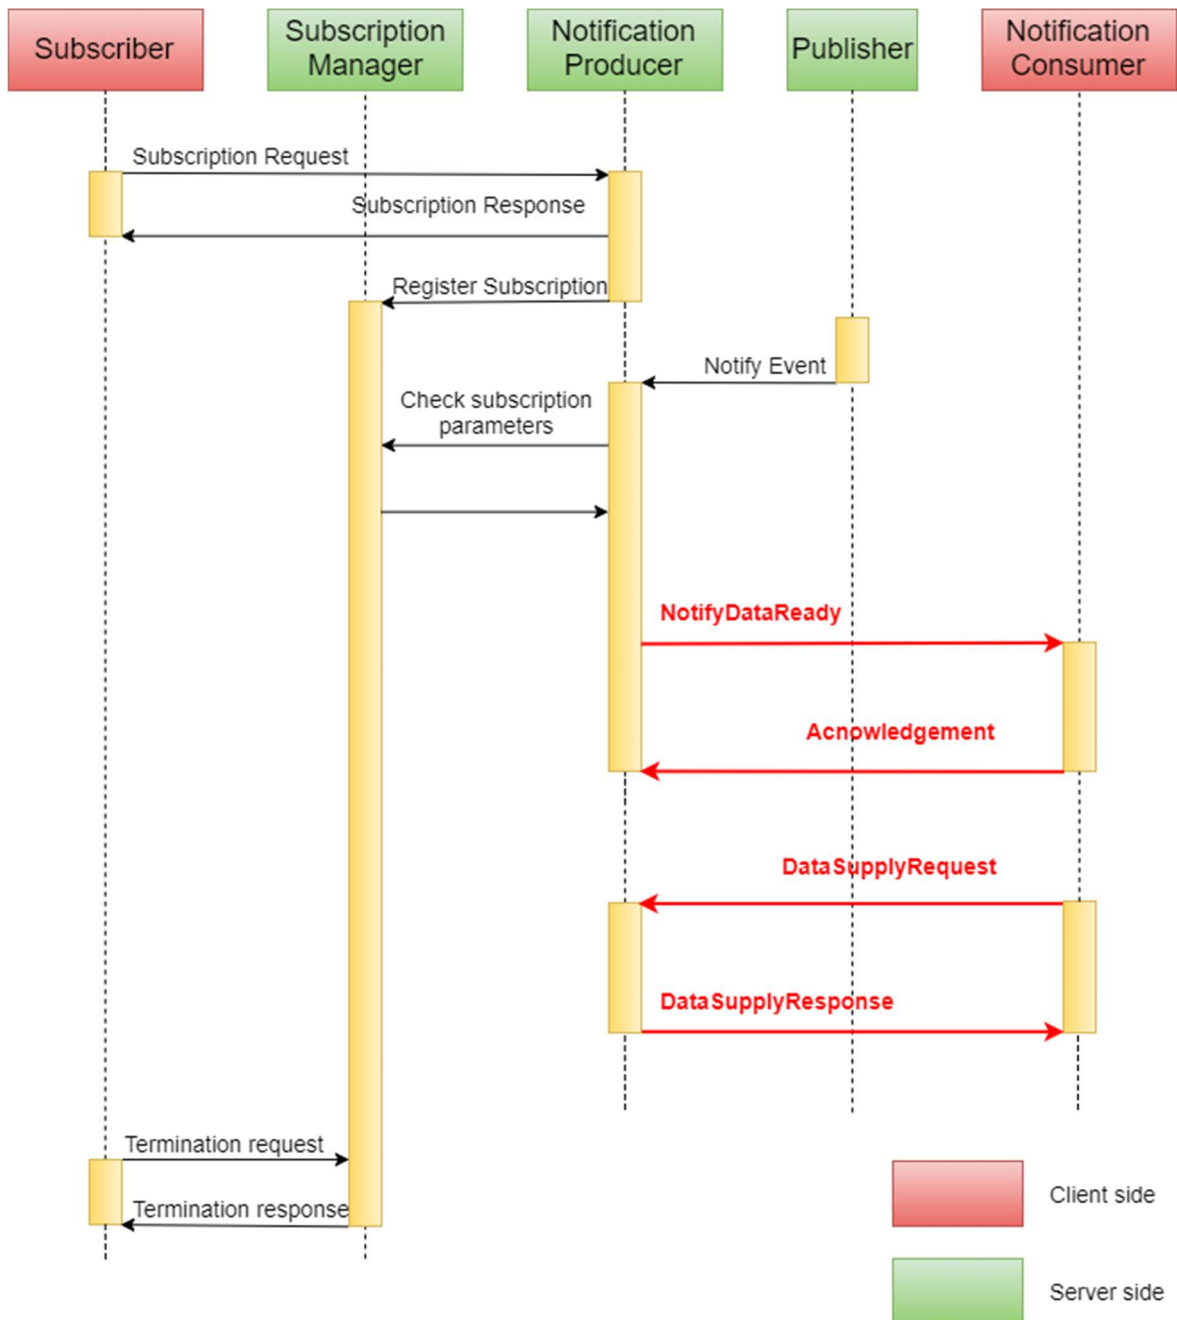 Subscriber
Subscription
Manager
Notification
Producer
Publisher
Notification
Consumer
Subscription Request
Subscription Response
Register Subscription
Notify Event
Check subscription
parameters
NotifyDataReady
Acnowledgement
DataSupplyRequest
DataSupplyResponse
Termination request
Termination response
Client side
Server side